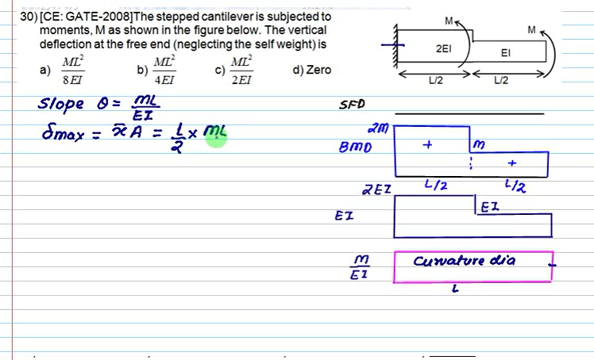 30) [CE: GATE-2008]The stepped cantilever is subjected to
moments, M as shown in the figure below. The vertical
deflection at the free end (neglecting the self weight) is
a) ML²/8EI b) ML²/4EI c) ML²/2EI d) Zero
M
M
2EI
EI
L/2
L/2
Slope θ = ML/EI
δmax = x̄ A = L/2 × ML
SFD
2M
BMD
+
M
+
L/2
L/2
2EI
EI
EI
M/EI
Curvature dia
L